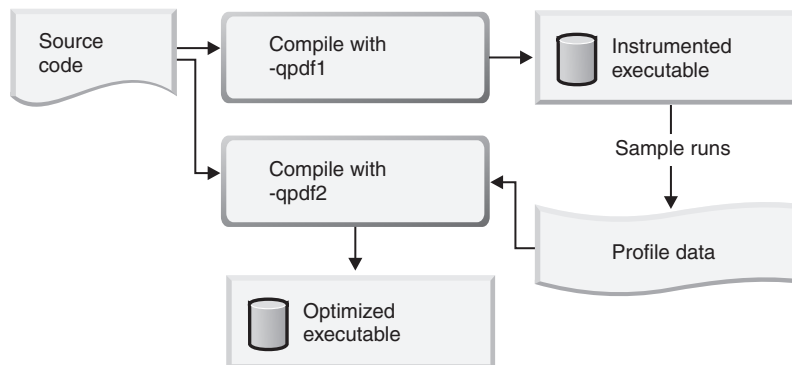 Source
code
Compile with
-qpdf1
Instrumented
executable
Sample runs
Compile with
-qpdf2
Profile data
Optimized
executable